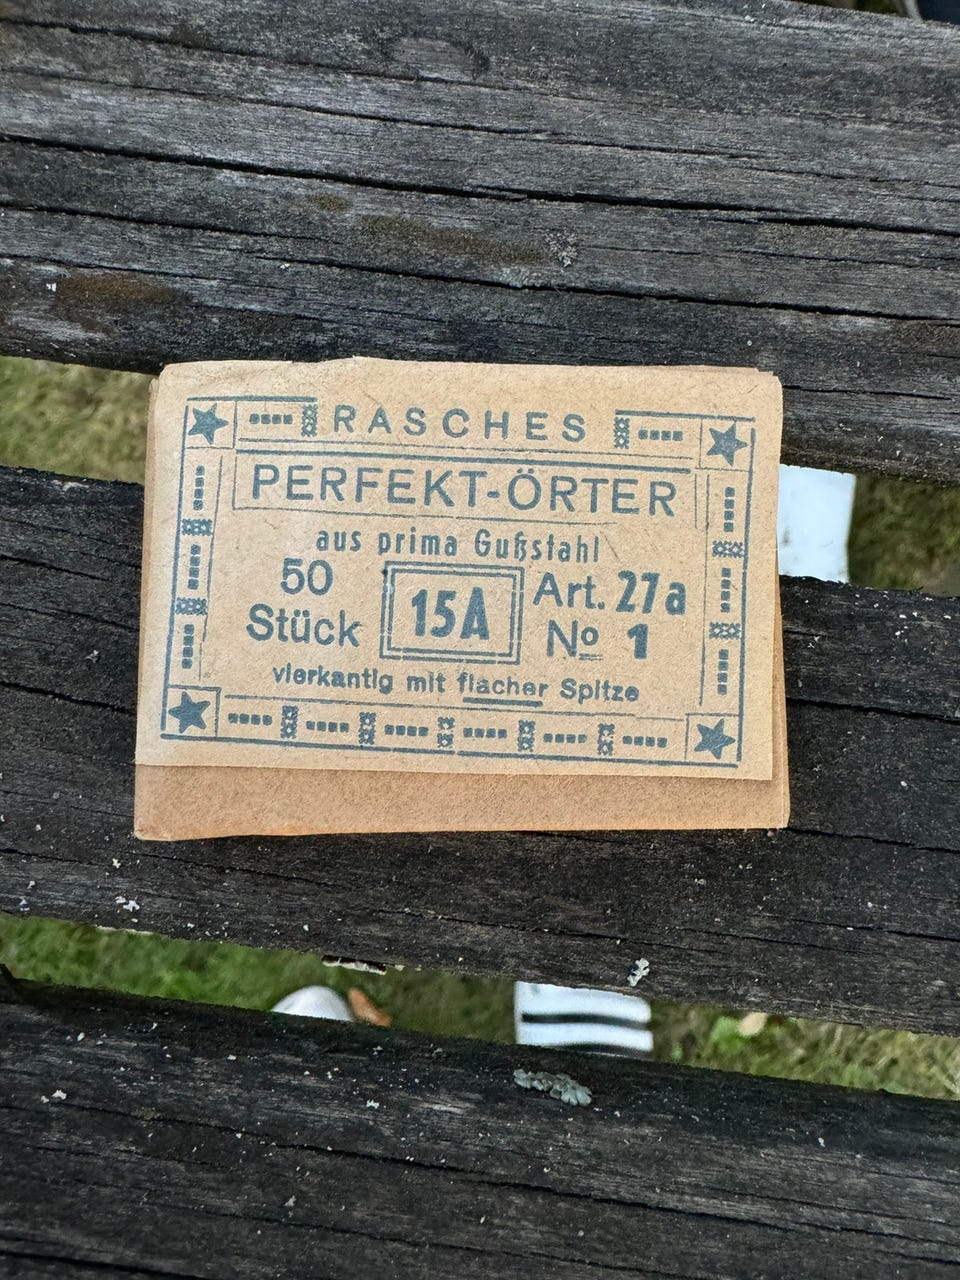 RASCHES
PERFEKT-ÖRTER
aus prima Gußstahl
50 Stück
15A
Art. 27a
No 1
vierkantig mit flacher Spitze